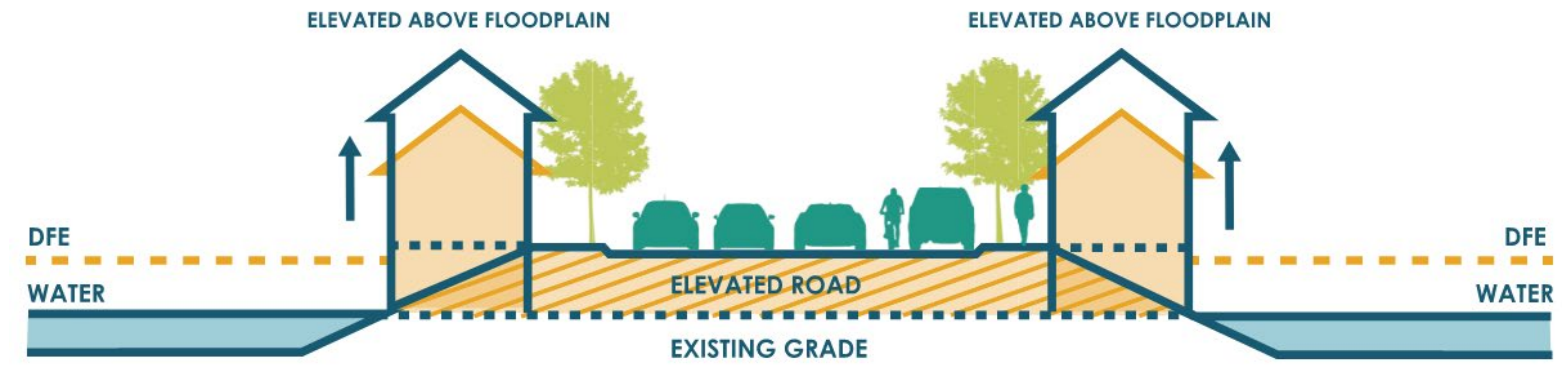 ELEVATED ABOVE FLOODPLAIN
ELEVATED ABOVE FLOODPLAIN
DFE
DFE
WATER
WATER
ELEVATED ROAD
EXISTING GRADE